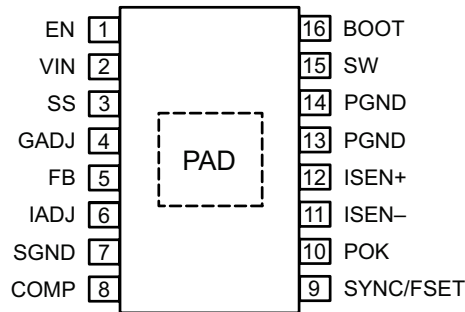 EN 1 16 BOOT
VIN 2 15 SW
SS 3 14 PGND
GADJ 4 13 PGND
PAD
FB 5 12 ISEN+
IADJ 6 11 ISEN–
SGND 7 10 POK
COMP 8 9 SYNC/FSET